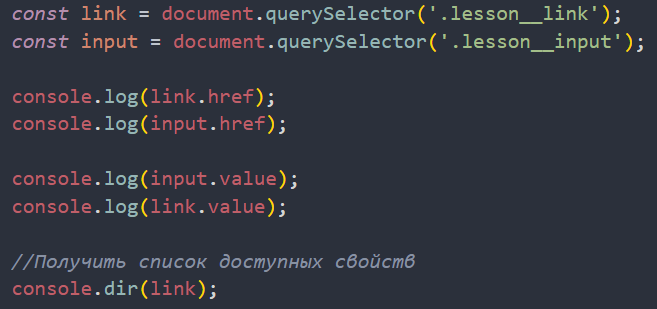 const link = document.querySelector('.lesson__link');
const input = document.querySelector('.lesson__input');
console.log(link.href);
console.log(input.href);
console.log(input.value);
console.log(link.value);
//Получить список доступных свойств
console.dir(link);